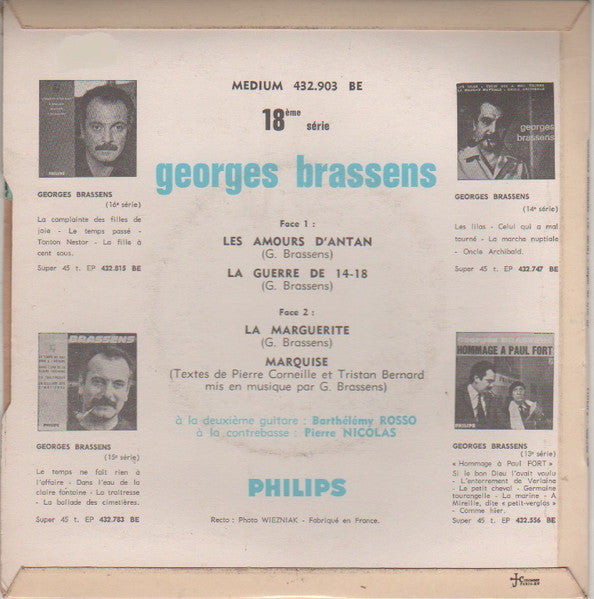 MEDIUM 432.903 BE
18ème série
georges brassens
Face 1 :
LES AMOURS D'ANTAN
(G. Brassens)
LA GUERRE DE 14-18
(G. Brassens)
Face 2 :
LA MARGUERITE
(G. Brassens)
MARQUISE
(Textes de Pierre Corneille et Tristan Bernard
mis en musique par G. Brassens)
à la deuxième guitare : Barthélémy ROSSO
à la contrebasse : Pierre NICOLAS
PHILIPS
Recto : Photo WIEZNIAK - Fabriqué en France.
PHILIPS
GEORGES BRASSENS
(16e série)
La complainte des filles de
joie - Le temps passé -
Tonton Nestor - La fille à
cent sous.
Super 45 t. EP 432.815 BE
BRASSENS
GEORGES BRASSENS
(15e série)
Le temps ne fait rien à
l'affaire - Dans l'eau de la
claire fontaine - La traîtresse
- La ballade des cimetières.
Super 45 t. EP 432.783 BE
georges
brassens
GEORGES BRASSENS
(14e série)
Les lilas - Celui qui a mal
tourné - La marche nuptiale
- Oncle Archibald.
Super 45 t. EP 432.747 BE
GEORGES BRASSENS
HOMMAGE A PAUL FORT
GEORGES BRASSENS
(13e série)
« Hommage à Paul FORT »
Si le bon Dieu l'avait voulu
- L'enterrement de Verlaine
- Le petit cheval - Germaine
tourangelle - La marine - A
Mireille, dite « petit-verglas »
- Comme hier.
Super 45 t. EP 432.556 BE